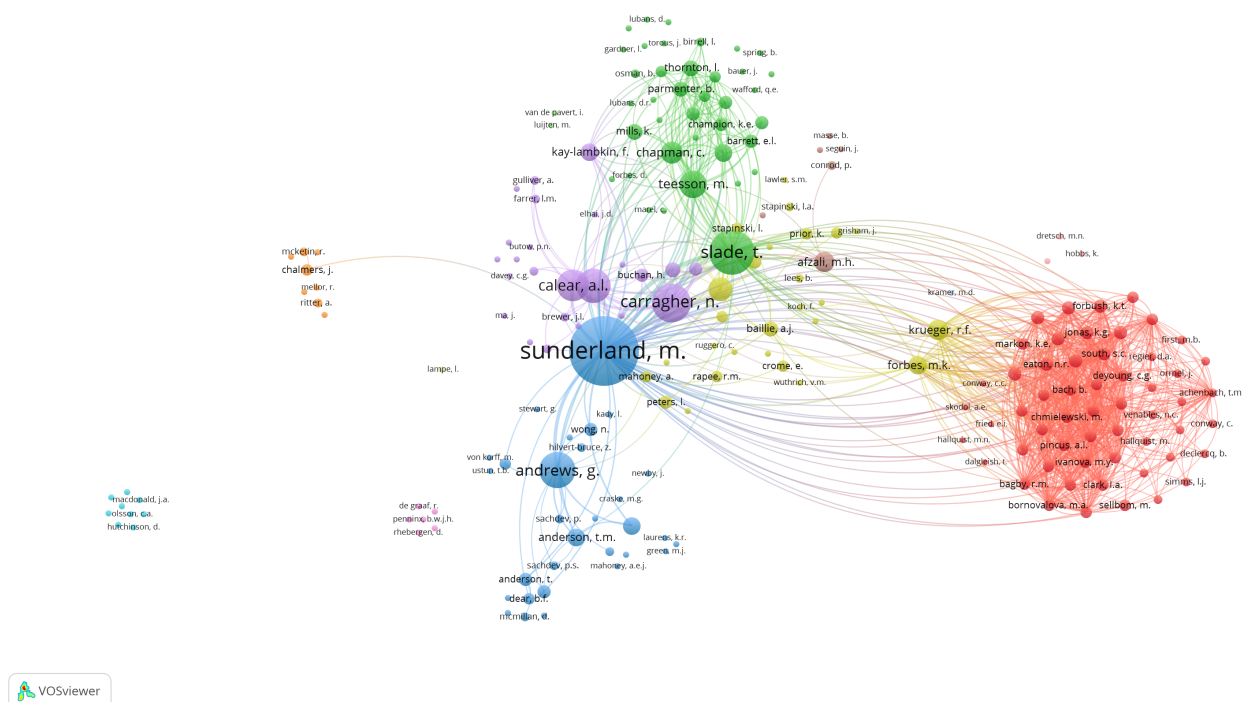 lubans, d.
gardner, l.
torous, j.
birrell, l.
spring, b.
osman, b.
thornton, l.
bauer, j.
parmenter, b.
wafford, q.e.
lubans, d.r.
van de pavert, i.
luijten, m.
mills, k.
champion, k.e.
barrett, e.l.
masse, b.
seguin, j.
kay-lambkin, f.
chapman, c.
conrod, p.
gulliver, a.
forbes, d.
teesson, m.
lawler, s.m.
farrer, l.m.
elhai, j.d.
marel, c.
stapinski, l.a.
stapinski, l.
prior, k.
grisham, j.
dretsch, m.n.
butow, p.n.
mcketin, r.
slade, t.
hobbs, k.
chalmers, j.
davey, c.g.
buchan, h.
afzali, m.h.
lees, b.
mellor, r.
calear, a.l.
kramer, m.d.
ritter, a.
carragher, n.
koch, f.
forbush, k.t.
ma, j.
brewer, j.l.
baillie, a.j.
krueger, r.f.
jonas, k.g.
markon, k.e.
first, m.b.
sunderland, m.
ruggero, c.
south, s.c.
regier, d.a.
lampe, l.
mahoney, a.
rapee, r.m.
crome, e.
forbes, m.k.
eaton, n.r.
deyoung, c.g.
ormel, j.
wuthrich, v.m.
conway, c.c.
bach, b.
achenbach, t.m
peters, l.
stewart, g.
kady, l.
skodol, a.e.
chmielewski, m.
venables, n.c.
fried, e.i.
conway, c.
wong, n.
hilvert-bruce, z.
hallquist, m.n.
pincus, a.l.
hallquist, m.
declercq, b.
von korff, m.
ustun, t.b.
andrews, g.
newby, j.
dalgleish, t.
ivanova, m.y.
bagby, r.m.
clark, l.a.
simms, l.j.
macdonald, j.a.
craske, m.g.
bornovalova, m.a.
sellbom, m.
olsson, c.a.
de graaf, r.
hutchinson, d.
penninx, b.w.j.h.
sachdev, p.
rhebergen, d.
anderson, t.m.
laurens, k.r.
green, m.j.
sachdev, p.s.
mahoney, a.e.j.
anderson, t.
dear, b.f.
mcmillan, d.
VOSviewer